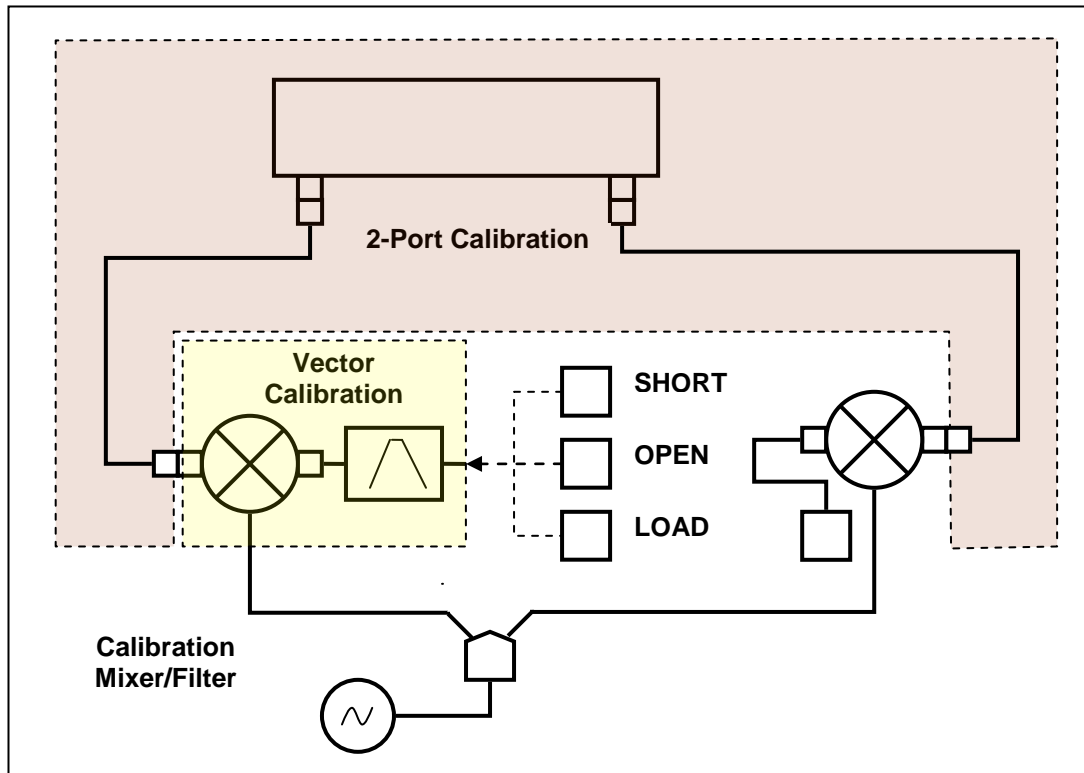 2-Port Calibration
Vector
Calibration
SHORT
OPEN
LOAD
Calibration
Mixer/Filter